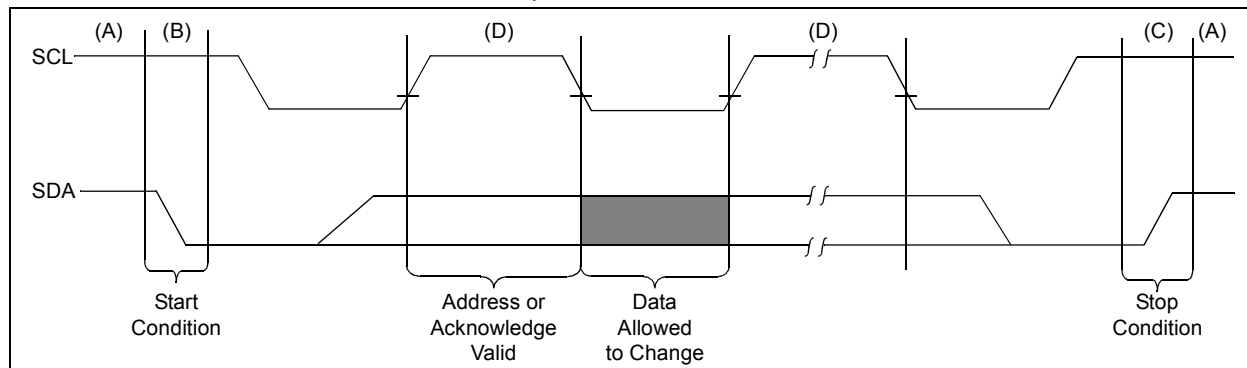 (A) (B) (D) (D) (C) (A)
SCL
SDA
Start
Condition
Address or
Acknowledge
Valid
Data
Allowed
to Change
Stop
Condition